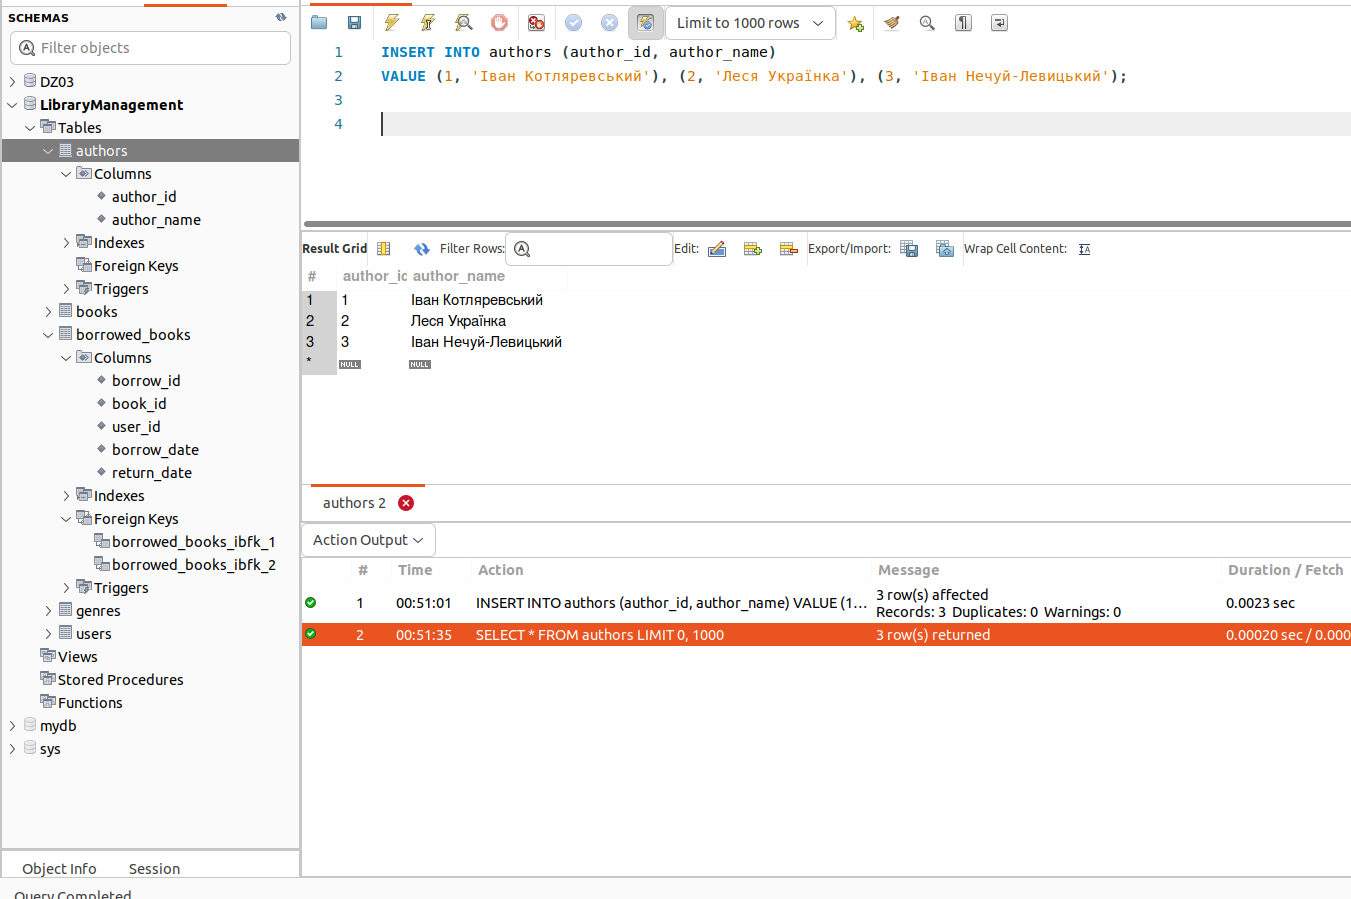 SCHEMAS
Filter objects
DZ03
LibraryManagement
Tables
authors
Columns
author_id
author_name
Indexes
Foreign Keys
Triggers
books
borrowed_books
Columns
borrow_id
book_id
user_id
borrow_date
return_date
Indexes
Foreign Keys
borrowed_books_ibfk_1
borrowed_books_ibfk_2
Triggers
genres
users
Views
Stored Procedures
Functions
mydb
sys
Object Info Session
Query Completed
Limit to 1000 rows
1 INSERT INTO authors (author_id, author_name)
2 VALUE (1, 'Іван Котляревський'), (2, 'Леся Українка'), (3, 'Іван Нечуй-Левицький');
3
4
Result Grid Filter Rows: Edit: Export/Import: Wrap Cell Content:
# author_id author_name
1 1 Іван Котляревський
2 2 Леся Українка
3 3 Іван Нечуй-Левицький
* NULL NULL
authors 2
Action Output
# Time Action Message Duration / Fetch
1 00:51:01 INSERT INTO authors (author_id, author_name) VALUE (1... 3 row(s) affected
Records: 3 Duplicates: 0 Warnings: 0 0.0023 sec
2 00:51:35 SELECT * FROM authors LIMIT 0, 1000 3 row(s) returned 0.00020 sec / 0.000